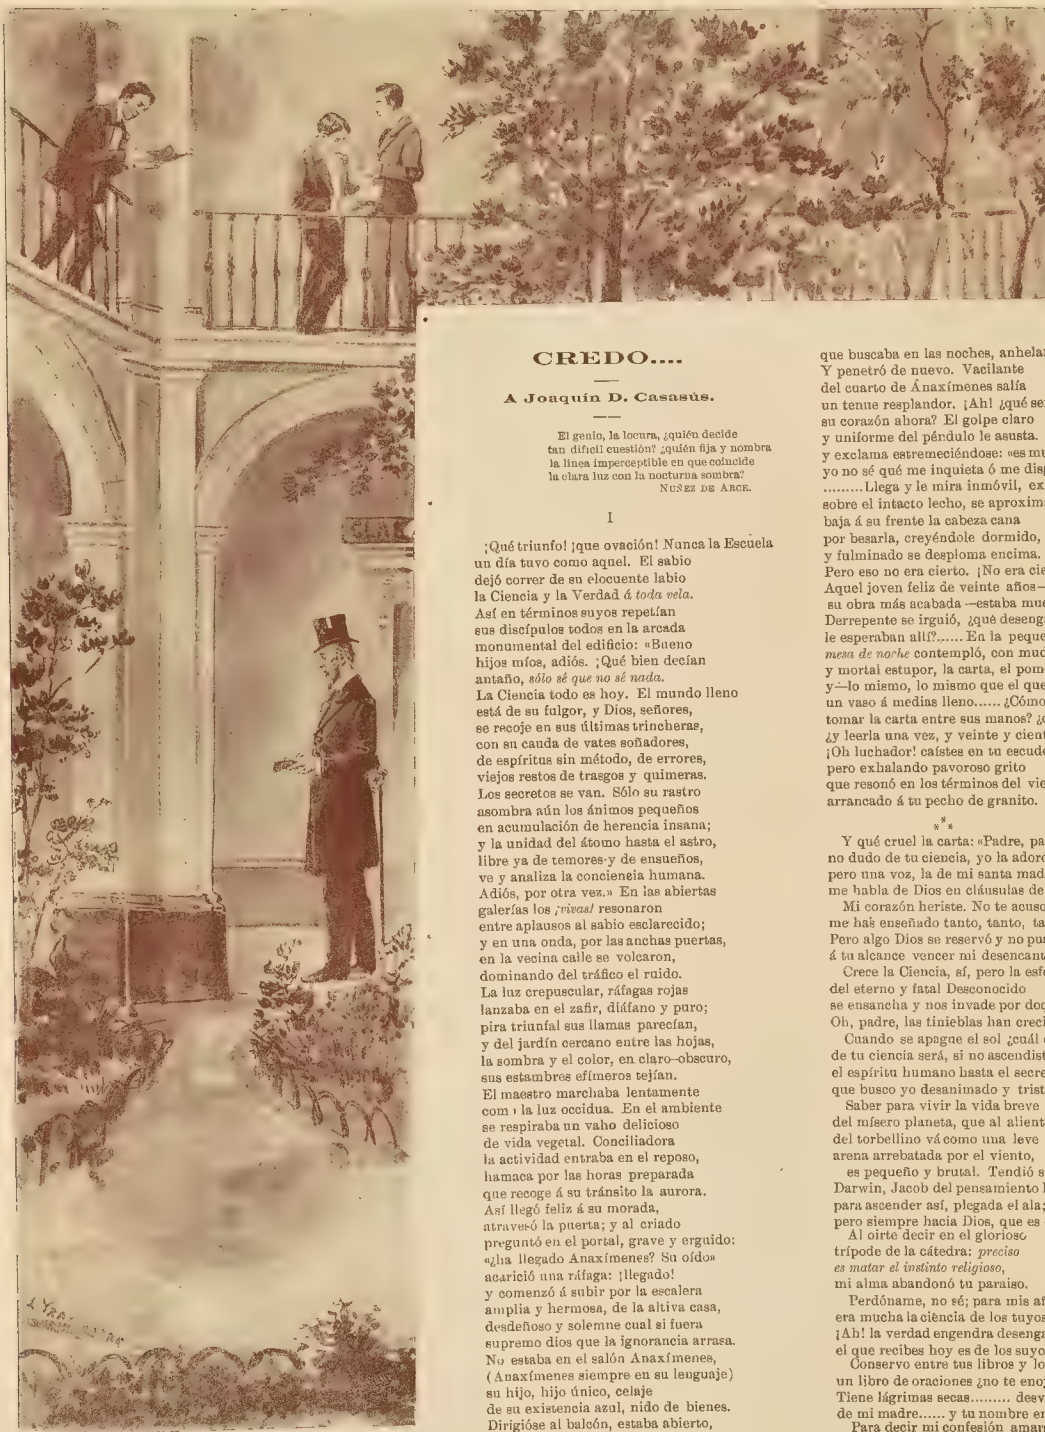 CREDO....
A Joaquín D. Casasús.
El genio, la locura, ¿quién decide
tan difícil cuestión? ¿quién fija y nombra
la línea imperceptible en que coincide
la clara luz con la nocturna sombra?
NUÑEZ DE ARCE.
I
¡Qué triunfo! ¡que ovación! Nunca la Escuela
un día tuvo como aquel. El sabio
dejó correr de su elocuente labio
la Ciencia y la Verdad á toda vela.
Así en términos suyos repetían
sus discípulos todos en la arcada
monumental del edificio: «Bueno
hijos míos, adiós. ¡Qué bien decían
antaño, sólo sé que no sé nada.
La Ciencia todo es hoy. El mundo lleno
está de su fulgor, y Dios, señores,
se recoje en sus últimas trincheras,
con su cauda de vates soñadores,
de espíritus sin método, de errores,
viejos restos de trasgos y quimeras.
Los secretos se van. Sólo su rastro
asombra aún los ánimos pequeños
en acumulación de herencia insana;
y la unidad del átomo hasta el astro,
libre ya de temores y de ensueños,
ve y analiza la conciencia humana.
Adiós, por otra vez.» En las abiertas
galerías los ¡vivas! resonaron
entre aplausos al sabio esclarecido;
y en una onda, por las anchas puertas,
en la vecina calle se volcaron,
dominando del tráfico el ruido.
La luz crepuscular, ráfagas rojas
lanzaba en el zafir, diáfano y puro;
pira triunfal sus llamas parecían,
y del jardín cercano entre las hojas,
la sombra y el color, en claro-obscuro,
sus estambres efímeros tejían.
El maestro marchaba lentamente
com la luz occidua. En el ambiente
se respiraba un vaho delicioso
de vida vegetal. Conciliadora
la actividad entraba en el reposo,
hamaca por las horas preparada
que recoge á su tránsito la aurora.
Así llegó feliz á su morada,
atravesó la puerta; y al criado
preguntó en el portal, grave y erguido:
«¿ha llegado Anaxímenes? Su oído»
acarició una ráfaga: ¡llegado!
y comenzó á subir por la escalera
amplia y hermosa, de la altiva casa,
desdeñoso y solemne cual si fuera
supremo dios que la ignorancia arrasa.
No estaba en el salón Anaxímenes,
(Anaxímenes siempre en su lenguaje)
su hijo, hijo único, celaje
de su existencia azul, nido de bienes.
Dirigióse al balcón, estaba abierto,
que buscaba en las noches, anhela
Y penetró de nuevo. Vacilante
del cuarto de Ánaxímenes salía
un tenue resplandor. ¡Ah! ¿qué se
su corazón ahora? El golpe claro
y uniforme del péndulo le asusta.
y exclama estremeciéndose: «es mu
yo no sé qué me inquieta ó me disg
.........Llega y le mira inmóvil, ex
sobre el intacto lecho, se aproxim
baja á su frente la cabeza cana
por besarla, creyéndole dormido,
y fulminado se desploma encima.
Pero eso no era cierto. ¡No era cie
Aquel joven feliz de veinte años—
su obra más acabada—estaba mue
Derrepente se irguió, ¿qué deseng
le esperaban allí?...... En la peque
mesa de noche contempló, con mud
y mortal estupor, la carta, el pom
y—lo mismo, lo mismo que el que
un vaso á medias lleno...... ¿Cómo
tomar la carta entre sus manos? ¿c
¿y leerla una vez, y veinte y cient
¡Oh luchador! caístes en tu escudo
pero exhalando pavoroso grito
que resonó en los términos del vie
arrancado á tu pecho de granito.
***
Y qué cruel la carta: «Padre, pa
no dudo de tu ciencia, yo la adoro
pero una voz, la de mi santa mad
me habla de Dios en cláusulas de
Mi corazón heriste. No te acuso
me has enseñado tanto, tanto, ta
Pero algo Dios se reservó y no pus
á tu alcance vencer mi desencant
Crece la Ciencia, sí, pero la esfe
del eterno y fatal Desconocido
se ensancha y nos invade por doq
Oh, padre, las tinieblas han creci
Cuando se apague el sol ¿cuál
de tu ciencia será, si no ascendist
el espíritu humano hasta el secre
que busco yo desanimado y trist
Saber para vivir la vida breve
del mísero planeta, que al alient
del torbellino vá como una leve
arena arrebatada por el viento,
es pequeño y brutal. Tendió s
Darwin, Jacob del pensamiento
para ascender así, plegada el ala;
pero siempre hacia Dios, que es
Al oirte decir en el glorioso
trípode de la cátedra: preciso
es matar el instinto religioso,
mi alma abandonó tu paraiso.
Perdóname, no sé; para mis af
era mucha la ciència de los tuyos
¡Ah! la verdad engendra desenga
el que recibes hoy es de los suyo
Conservo entre tus libros y lo
un libro de oraciones ¿no te enoj
Tiene lágrimas secas......... desv
de mi madre...... y tu nombre en
Para decir mi confesión amar